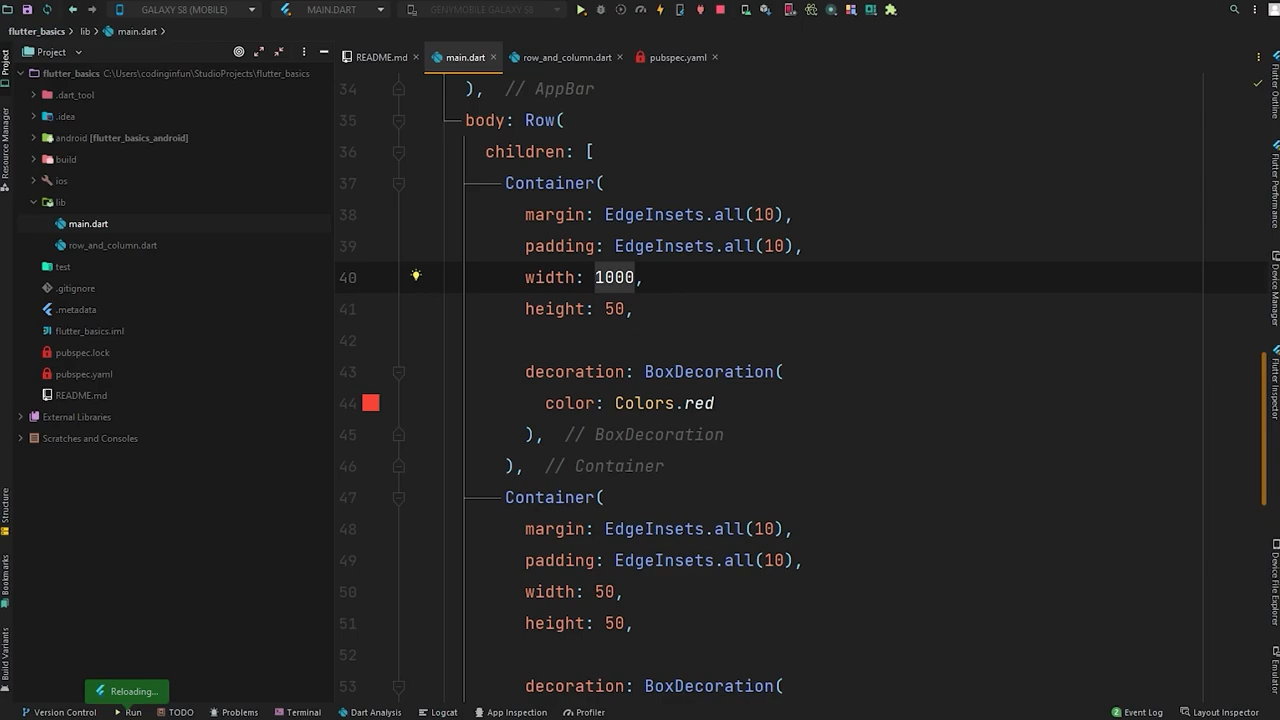 GALAXY S8 (MOBILE)
MAIN.DART
GENYMOBILE GALAXY S8
flutter_basics
lib
main.dart
Project
README.md
main.dart
row_and_column.dart
pubspec.yaml
flutter_basics C:\Users\codinginfun\StudioProjects\flutter_basics
.dart_tool
.idea
android [flutter_basics_android]
build
ios
lib
main.dart
row_and_column.dart
test
.gitignore
.metadata
flutter_basics.iml
pubspec.lock
pubspec.yaml
README.md
External Libraries
Scratches and Consoles
Project
Resource Manager
Structure
Bookmarks
Build Variants
34 ), // AppBar
35 body: Row(
36 children: [
37 Container(
38 margin: EdgeInsets.all(10),
39 padding: EdgeInsets.all(10),
40 width: 1000,
41 height: 50,
42
43 decoration: BoxDecoration(
44 color: Colors.red
45 ), // BoxDecoration
46 ), // Container
47 Container(
48 margin: EdgeInsets.all(10),
49 padding: EdgeInsets.all(10),
50 width: 50,
51 height: 50,
52
53 decoration: BoxDecoration(
Flutter Outline
Flutter Performance
Device Manager
Flutter Inspector
Device File Explorer
Emulator
Reloading...
Version Control
Run
TODO
Problems
Terminal
Dart Analysis
Logcat
App Inspection
Profiler
Event Log
Layout Inspector